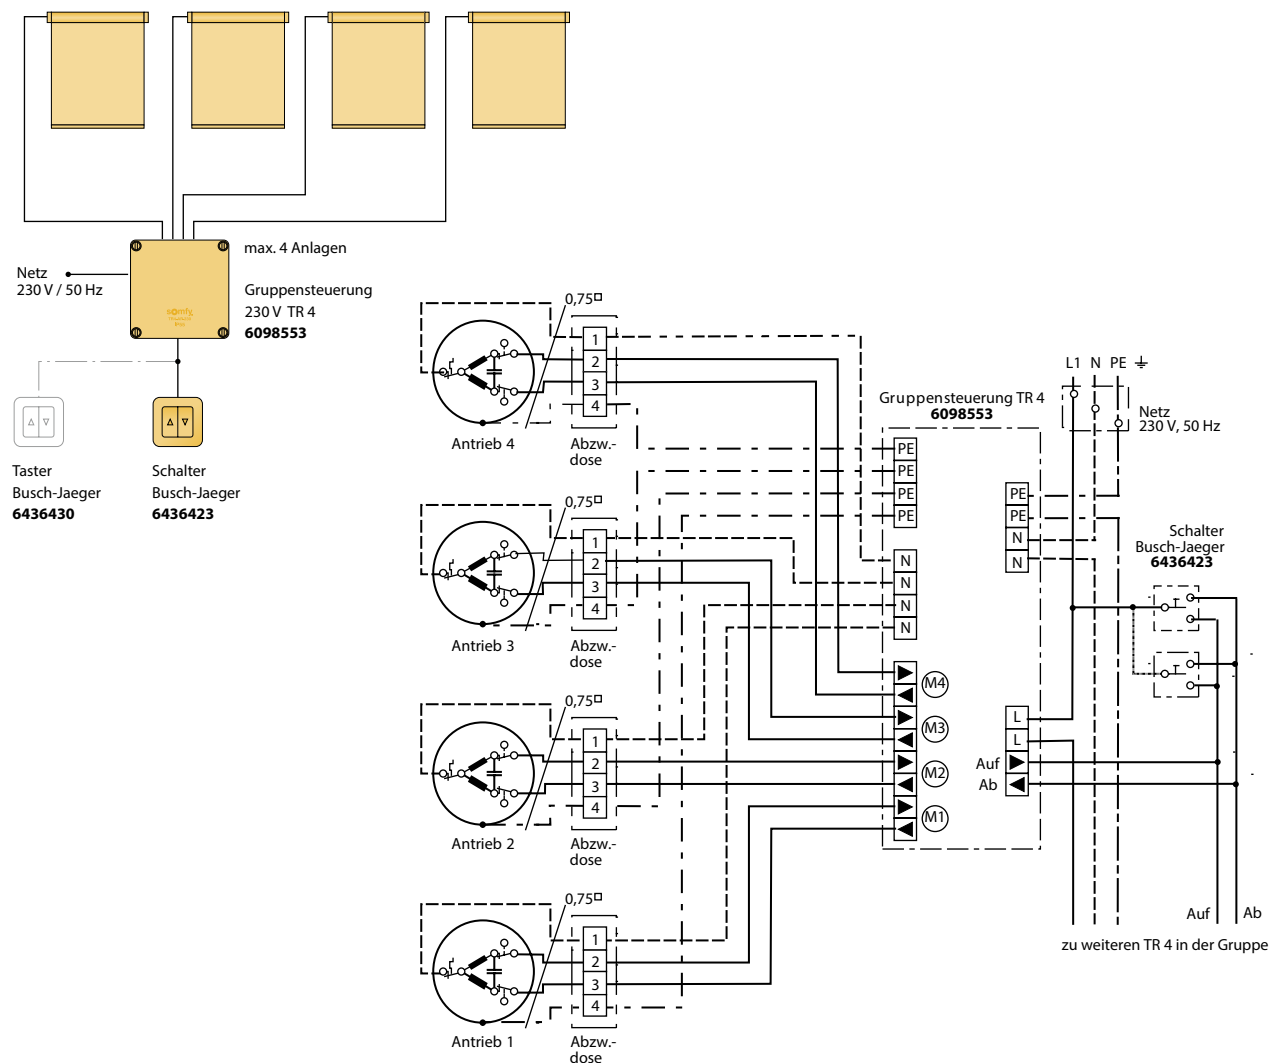 max. 4 Anlagen
Netz
230 V / 50 Hz
Gruppensteuerung
230 V TR 4
6098553
somfy
Taster
Busch-Jaeger
6436430
Schalter
Busch-Jaeger
6436423
0,75
1
2
3
4
Antrieb 4
Abzw.-
dose
0,75
1
2
3
4
Antrieb 3
Abzw.-
dose
0,75
1
2
3
4
Antrieb 2
Abzw.-
dose
0,75
1
2
3
4
Antrieb 1
Abzw.-
dose
Gruppensteuerung TR 4
6098553
PE
PE
PE
PE
N
N
N
N
M4
M3
M2
M1
L1 N PE
Netz
230 V, 50 Hz
PE
PE
N
N
Schalter
Busch-Jaeger
6436423
L
L
Auf
Ab
Auf
Ab
zu weiteren TR 4 in der Gruppe